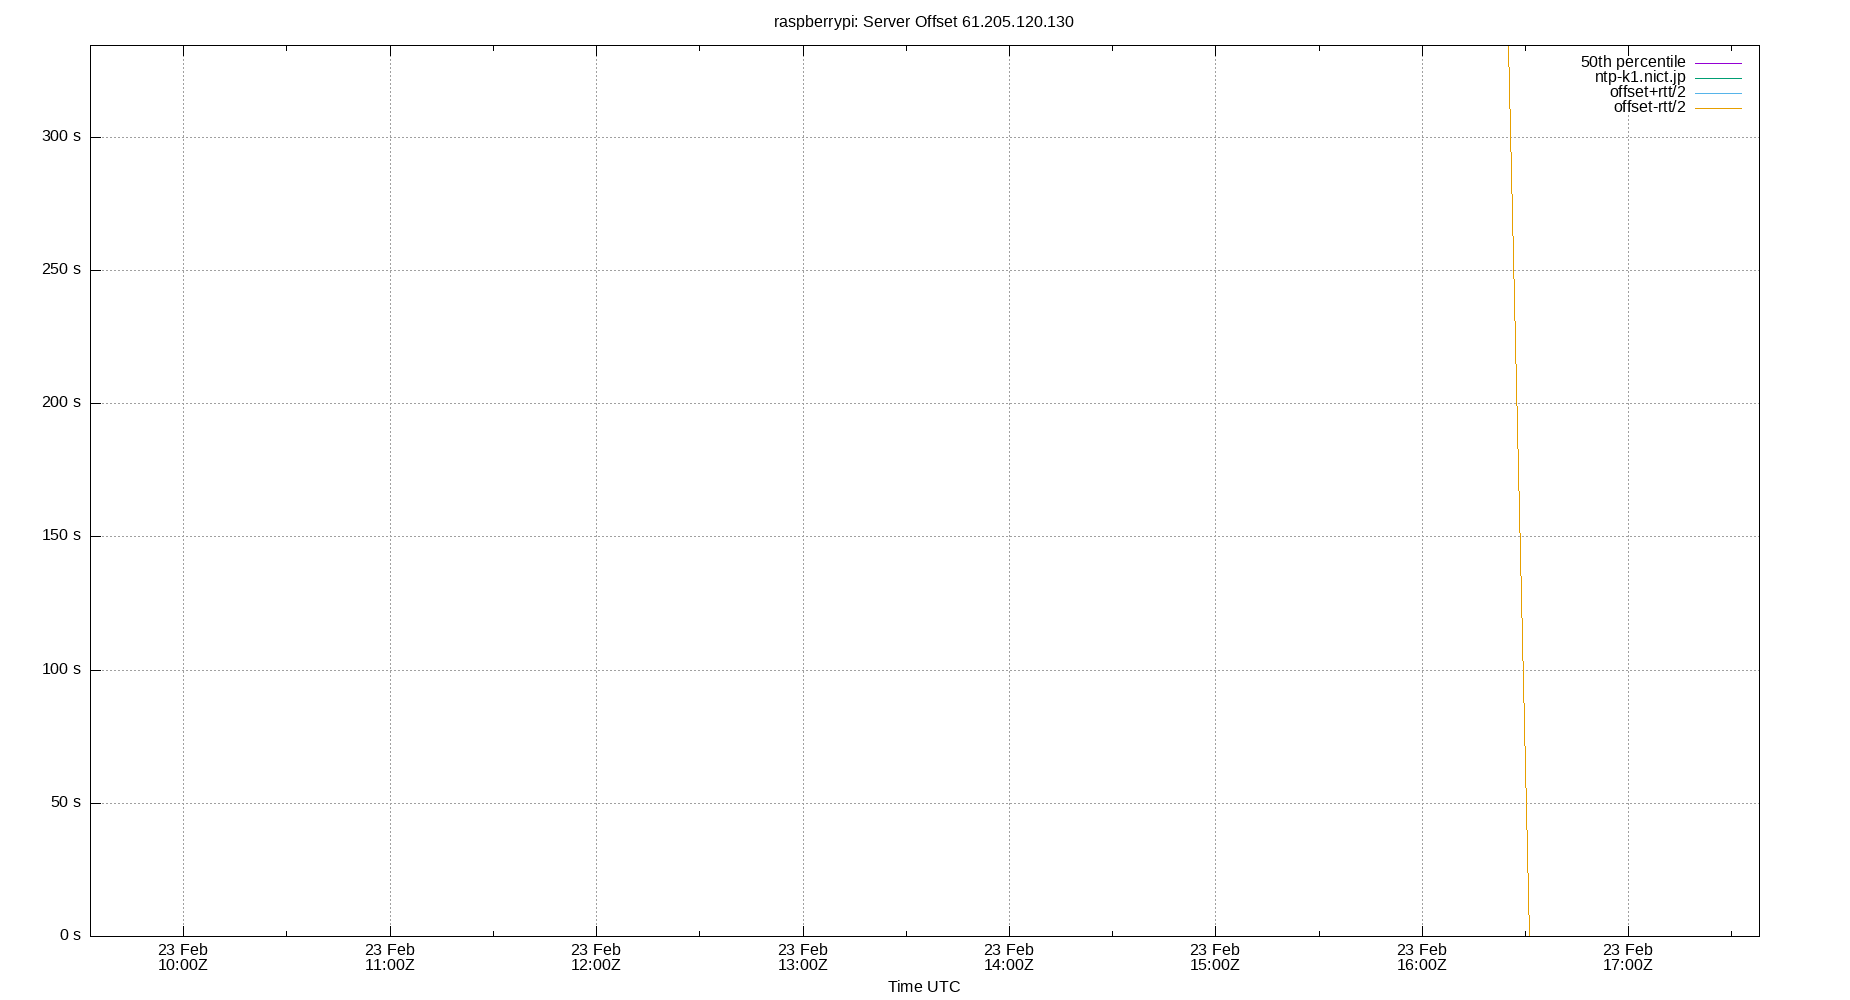 raspberrypi: Server Offset 61.205.120.130
50th percentile
ntp-k1.nict.jp
offset+rtt/2
offset-rtt/2
300 s
250 s
200 s
150 s
100 s
50 s
0 s
23 Feb 23 Feb 23 Feb 23 Feb 23 Feb 23 Feb 23 Feb 23 Feb
10:00Z 11:00Z 12:00Z 13:00Z 14:00Z 15:00Z 16:00Z 17:00Z
Time UTC